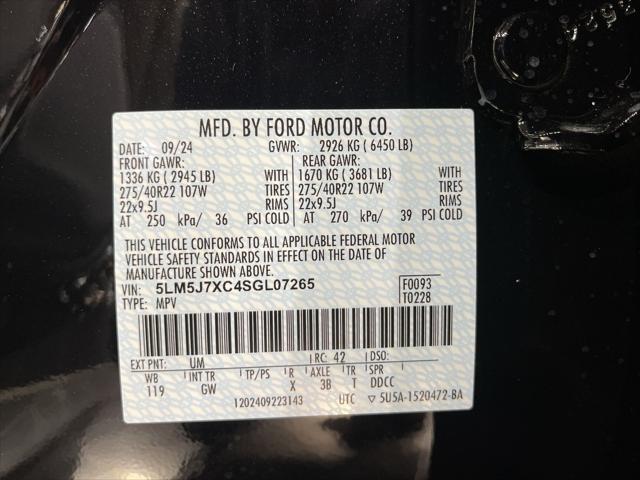 MFD. BY FORD MOTOR CO.
DATE: 09/24 GVWR: 2926 KG ( 6450 LB)
FRONT GAWR: REAR GAWR:
1336 KG ( 2945 LB) WITH 1670 KG ( 3681 LB) WITH
275/40R22 107W TIRES 275/40R22 107W TIRES
22x9.5J RIMS 22x9.5J RIMS
AT 250 kPa/ 36 PSI COLD AT 270 kPa/ 39 PSI COLD
THIS VEHICLE CONFORMS TO ALL APPLICABLE FEDERAL MOTOR
VEHICLE SAFETY STANDARDS IN EFFECT ON THE DATE OF
MANUFACTURE SHOWN ABOVE.
VIN: 5LM5J7XC4SGL07265 F0093
TYPE: MPV T0228
EXT PNT: UM RC: 42 DSO:
WB INT TR TP/PS R AXLE TR SPR
119 GW X 3B T DDCC
1202409223143 UTC ▽5U5A-1520472-BA